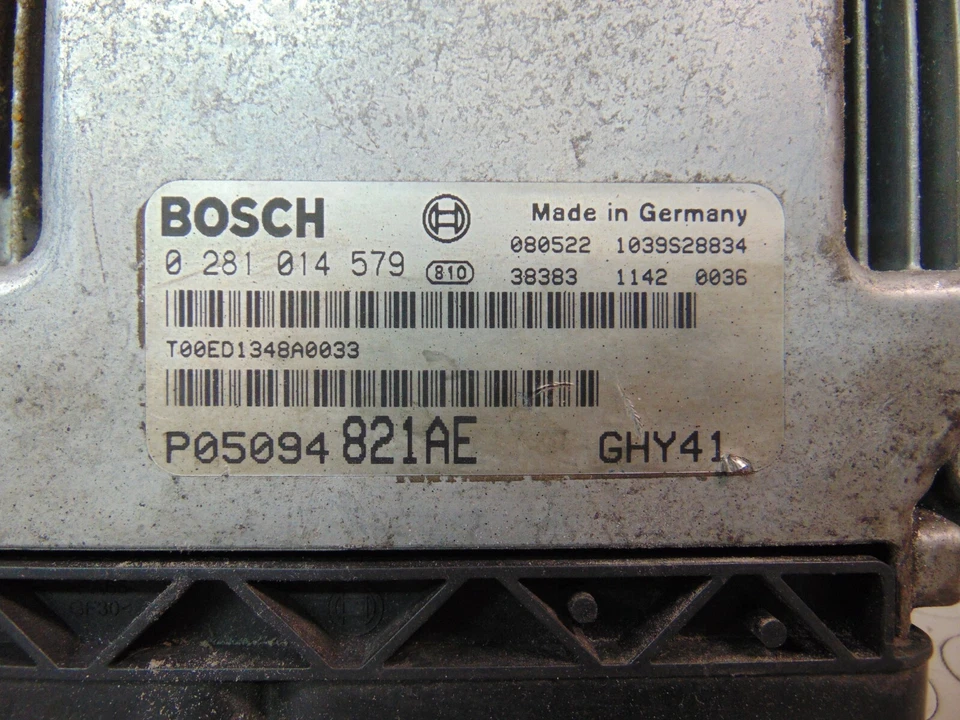 BOSCH Made in Germany
080522 1039S28834
0 281 014 579 810 38383 1142 0036
T00ED1348A0033
P05094 821AE GHY41